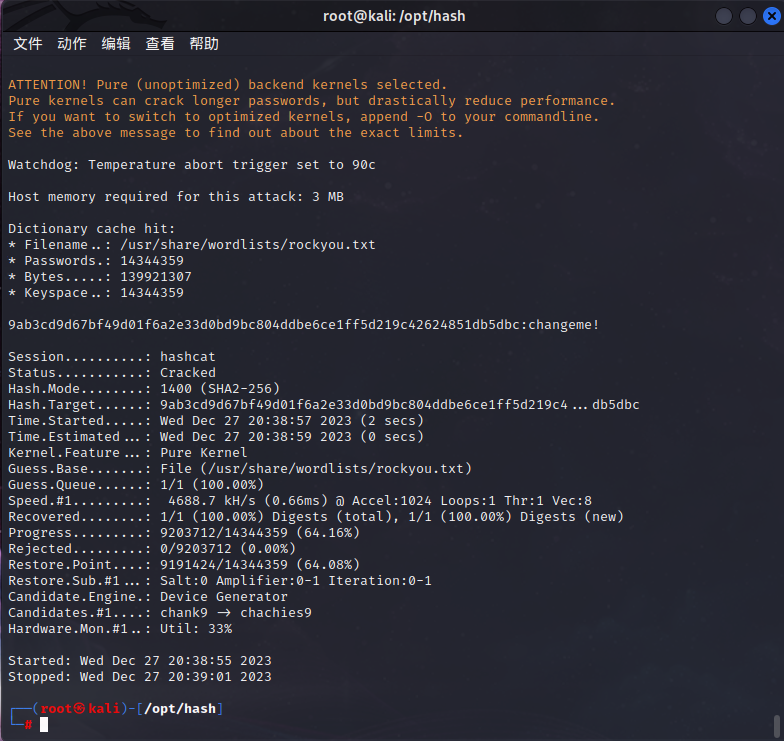 root@kali: /opt/hash
文件 动作 编辑 查看 帮助
ATTENTION! Pure (unoptimized) backend kernels selected.
Pure kernels can crack longer passwords, but drastically reduce performance.
If you want to switch to optimized kernels, append -O to your commandline.
See the above message to find out about the exact limits.
Watchdog: Temperature abort trigger set to 90c
Host memory required for this attack: 3 MB
Dictionary cache hit:
* Filename..: /usr/share/wordlists/rockyou.txt
* Passwords.: 14344359
* Bytes.....: 139921307
* Keyspace..: 14344359
9ab3cd9d67bf49d01f6a2e33d0bd9bc804ddbe6ce1ff5d219c42624851db5dbc:changeme!
Session..........: hashcat
Status...........: Cracked
Hash.Mode........: 1400 (SHA2-256)
Hash.Target......: 9ab3cd9d67bf49d01f6a2e33d0bd9bc804ddbe6ce1ff5d219c4...db5dbc
Time.Started.....: Wed Dec 27 20:38:57 2023 (2 secs)
Time.Estimated...: Wed Dec 27 20:38:59 2023 (0 secs)
Kernel.Feature...: Pure Kernel
Guess.Base.......: File (/usr/share/wordlists/rockyou.txt)
Guess.Queue......: 1/1 (100.00%)
Speed.#1.........:  4688.7 kH/s (0.66ms) @ Accel:1024 Loops:1 Thr:1 Vec:8
Recovered........: 1/1 (100.00%) Digests (total), 1/1 (100.00%) Digests (new)
Progress.........: 9203712/14344359 (64.16%)
Rejected.........: 0/9203712 (0.00%)
Restore.Point....: 9191424/14344359 (64.08%)
Restore.Sub.#1...: Salt:0 Amplifier:0-1 Iteration:0-1
Candidate.Engine.: Device Generator
Candidates.#1....: chank9 -> chachies9
Hardware.Mon.#1..: Util: 33%
Started: Wed Dec 27 20:38:55 2023
Stopped: Wed Dec 27 20:39:01 2023
┌──(root㉿kali)-[/opt/hash]
└─#